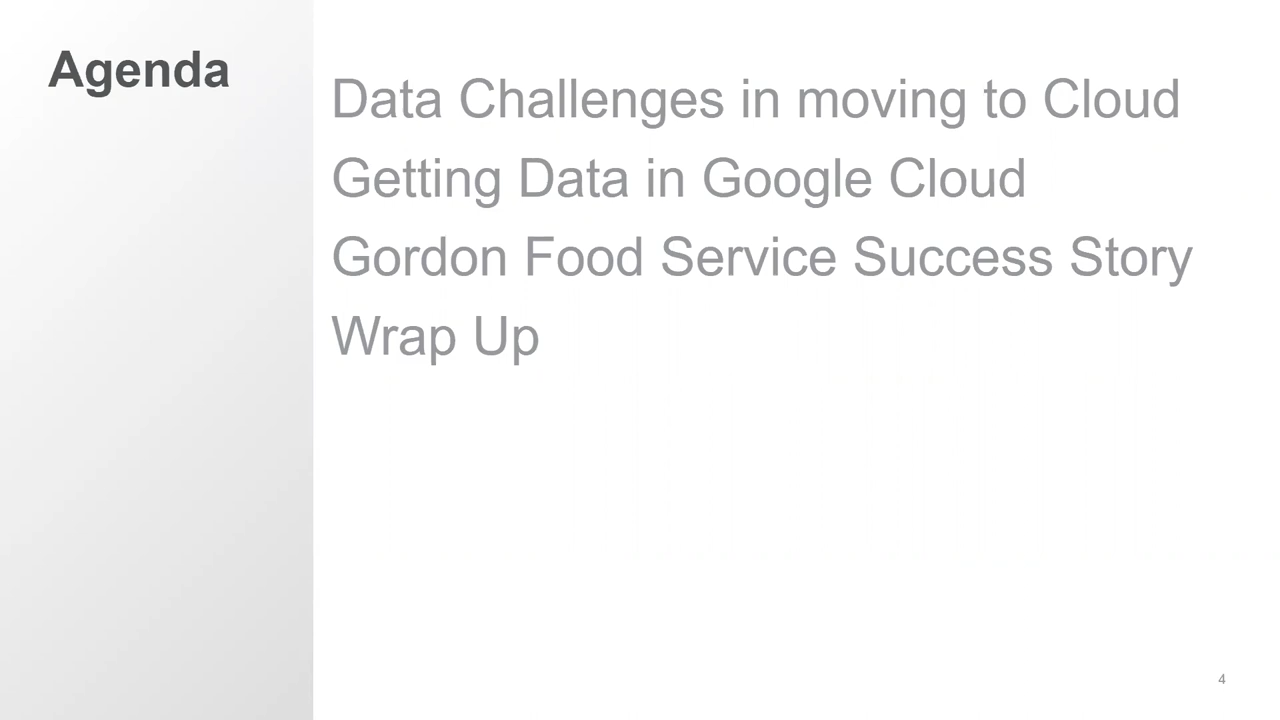 Agenda
Data Challenges in moving to Cloud
Getting Data in Google Cloud
Gordon Food Service Success Story
Wrap Up
4